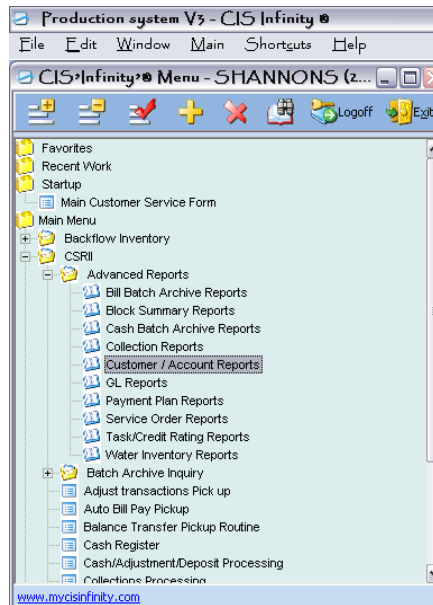 Production system V3 - CIS Infinity ®
File Edit Window Main Shortcuts Help
CIS>Infinity>® Menu - SHANNONS (z...
Logoff Exit
Favorites
Recent Work
Startup
Main Customer Service Form
Main Menu
Backflow Inventory
CSRII
Advanced Reports
Bill Batch Archive Reports
Block Summary Reports
Cash Batch Archive Reports
Collection Reports
Customer / Account Reports
GL Reports
Payment Plan Reports
Service Order Reports
Task/Credit Rating Reports
Water Inventory Reports
Batch Archive Inquiry
Adjust transactions Pick up
Auto Bill Pay Pickup
Balance Transfer Pickup Routine
Cash Register
Cash/Adjustment/Deposit Processing
Collections Processing
www.mycisinfinity.com